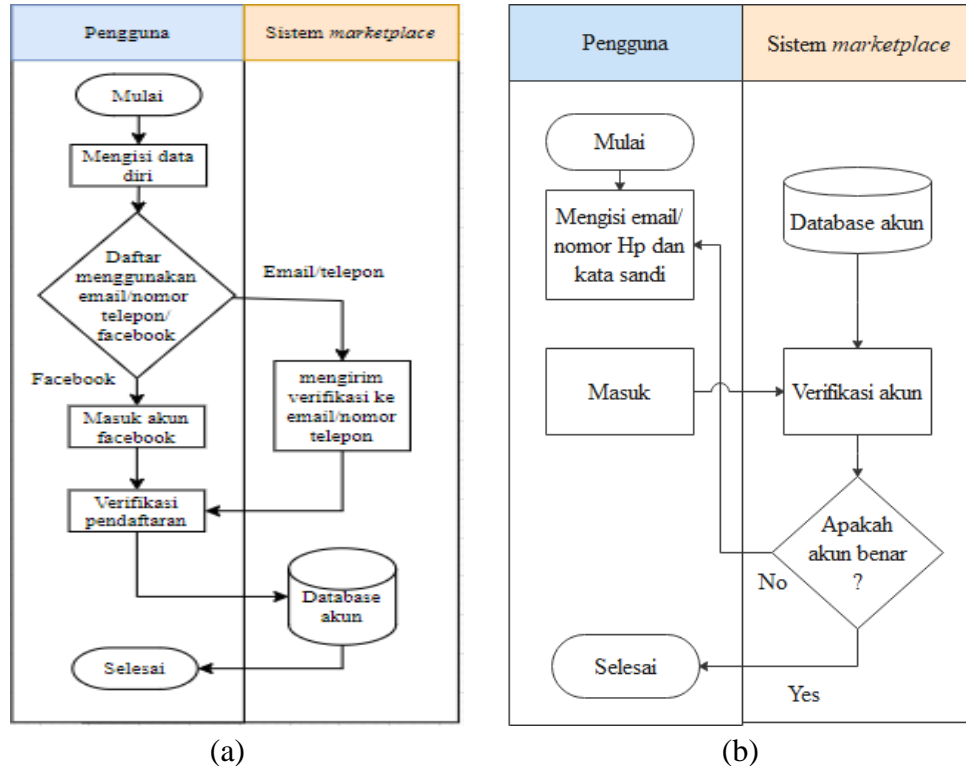 Pengguna
Sistem marketplace
Mulai
Mengisi data
diri
Daftar
menggunakan
email/nomor
telepon/
facebook
Email/telepon
Facebook
mengirim
verifikasi ke
email/nomor
telepon
Masuk akun
facebook
Verifikasi
pendaftaran
Database
akun
Selesai
(a)
Pengguna
Sistem marketplace
Mulai
Mengisi email/
nomor Hp dan
kata sandi
Database akun
Masuk
Verifikasi akun
Apakah
akun benar
?
No
Yes
Selesai
(b)